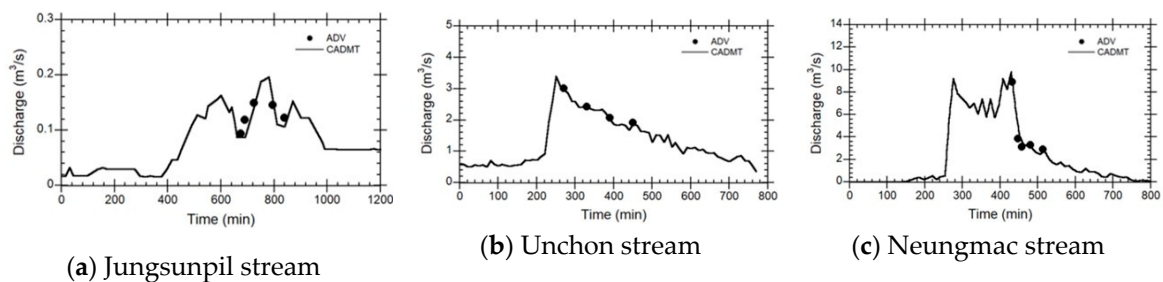 0.3
0.2
0.1
0
Discharge (m³/s)
ADV
CADMT
0 200 400 600 800 1000 1200
Time (min)
(a) Jungsunpil stream
5
4
3
2
1
0
Discharge (m³/s)
ADV
CADMT
0 100 200 300 400 500 600 700 800
Time (min)
(b) Unchon stream
14
12
10
8
6
4
2
0
Discharge (m³/s)
ADV
CADMT
0 100 200 300 400 500 600 700 800
Time (min)
(c) Neungmac stream